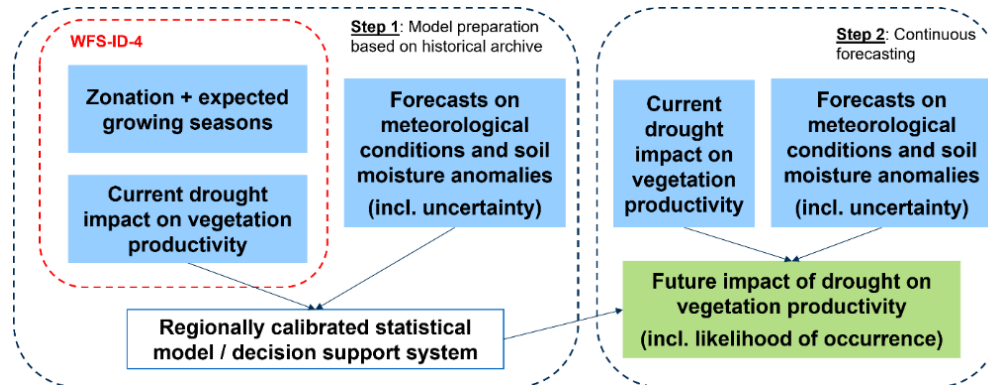 WFS-ID-4
Zonation + expected
growing seasons
Current drought
impact on vegetation
productivity
Step 1: Model preparation
based on historical archive
Forecasts on
meteorological
conditions and soil
moisture anomalies
(incl. uncertainty)
Regionally calibrated statistical
model / decision support system
Step 2: Continuous
forecasting
Current
drought
impact on
vegetation
productivity
Forecasts on
meteorological
conditions and soil
moisture anomalies
(incl. uncertainty)
Future impact of drought on
vegetation productivity
(incl. likelihood of occurrence)